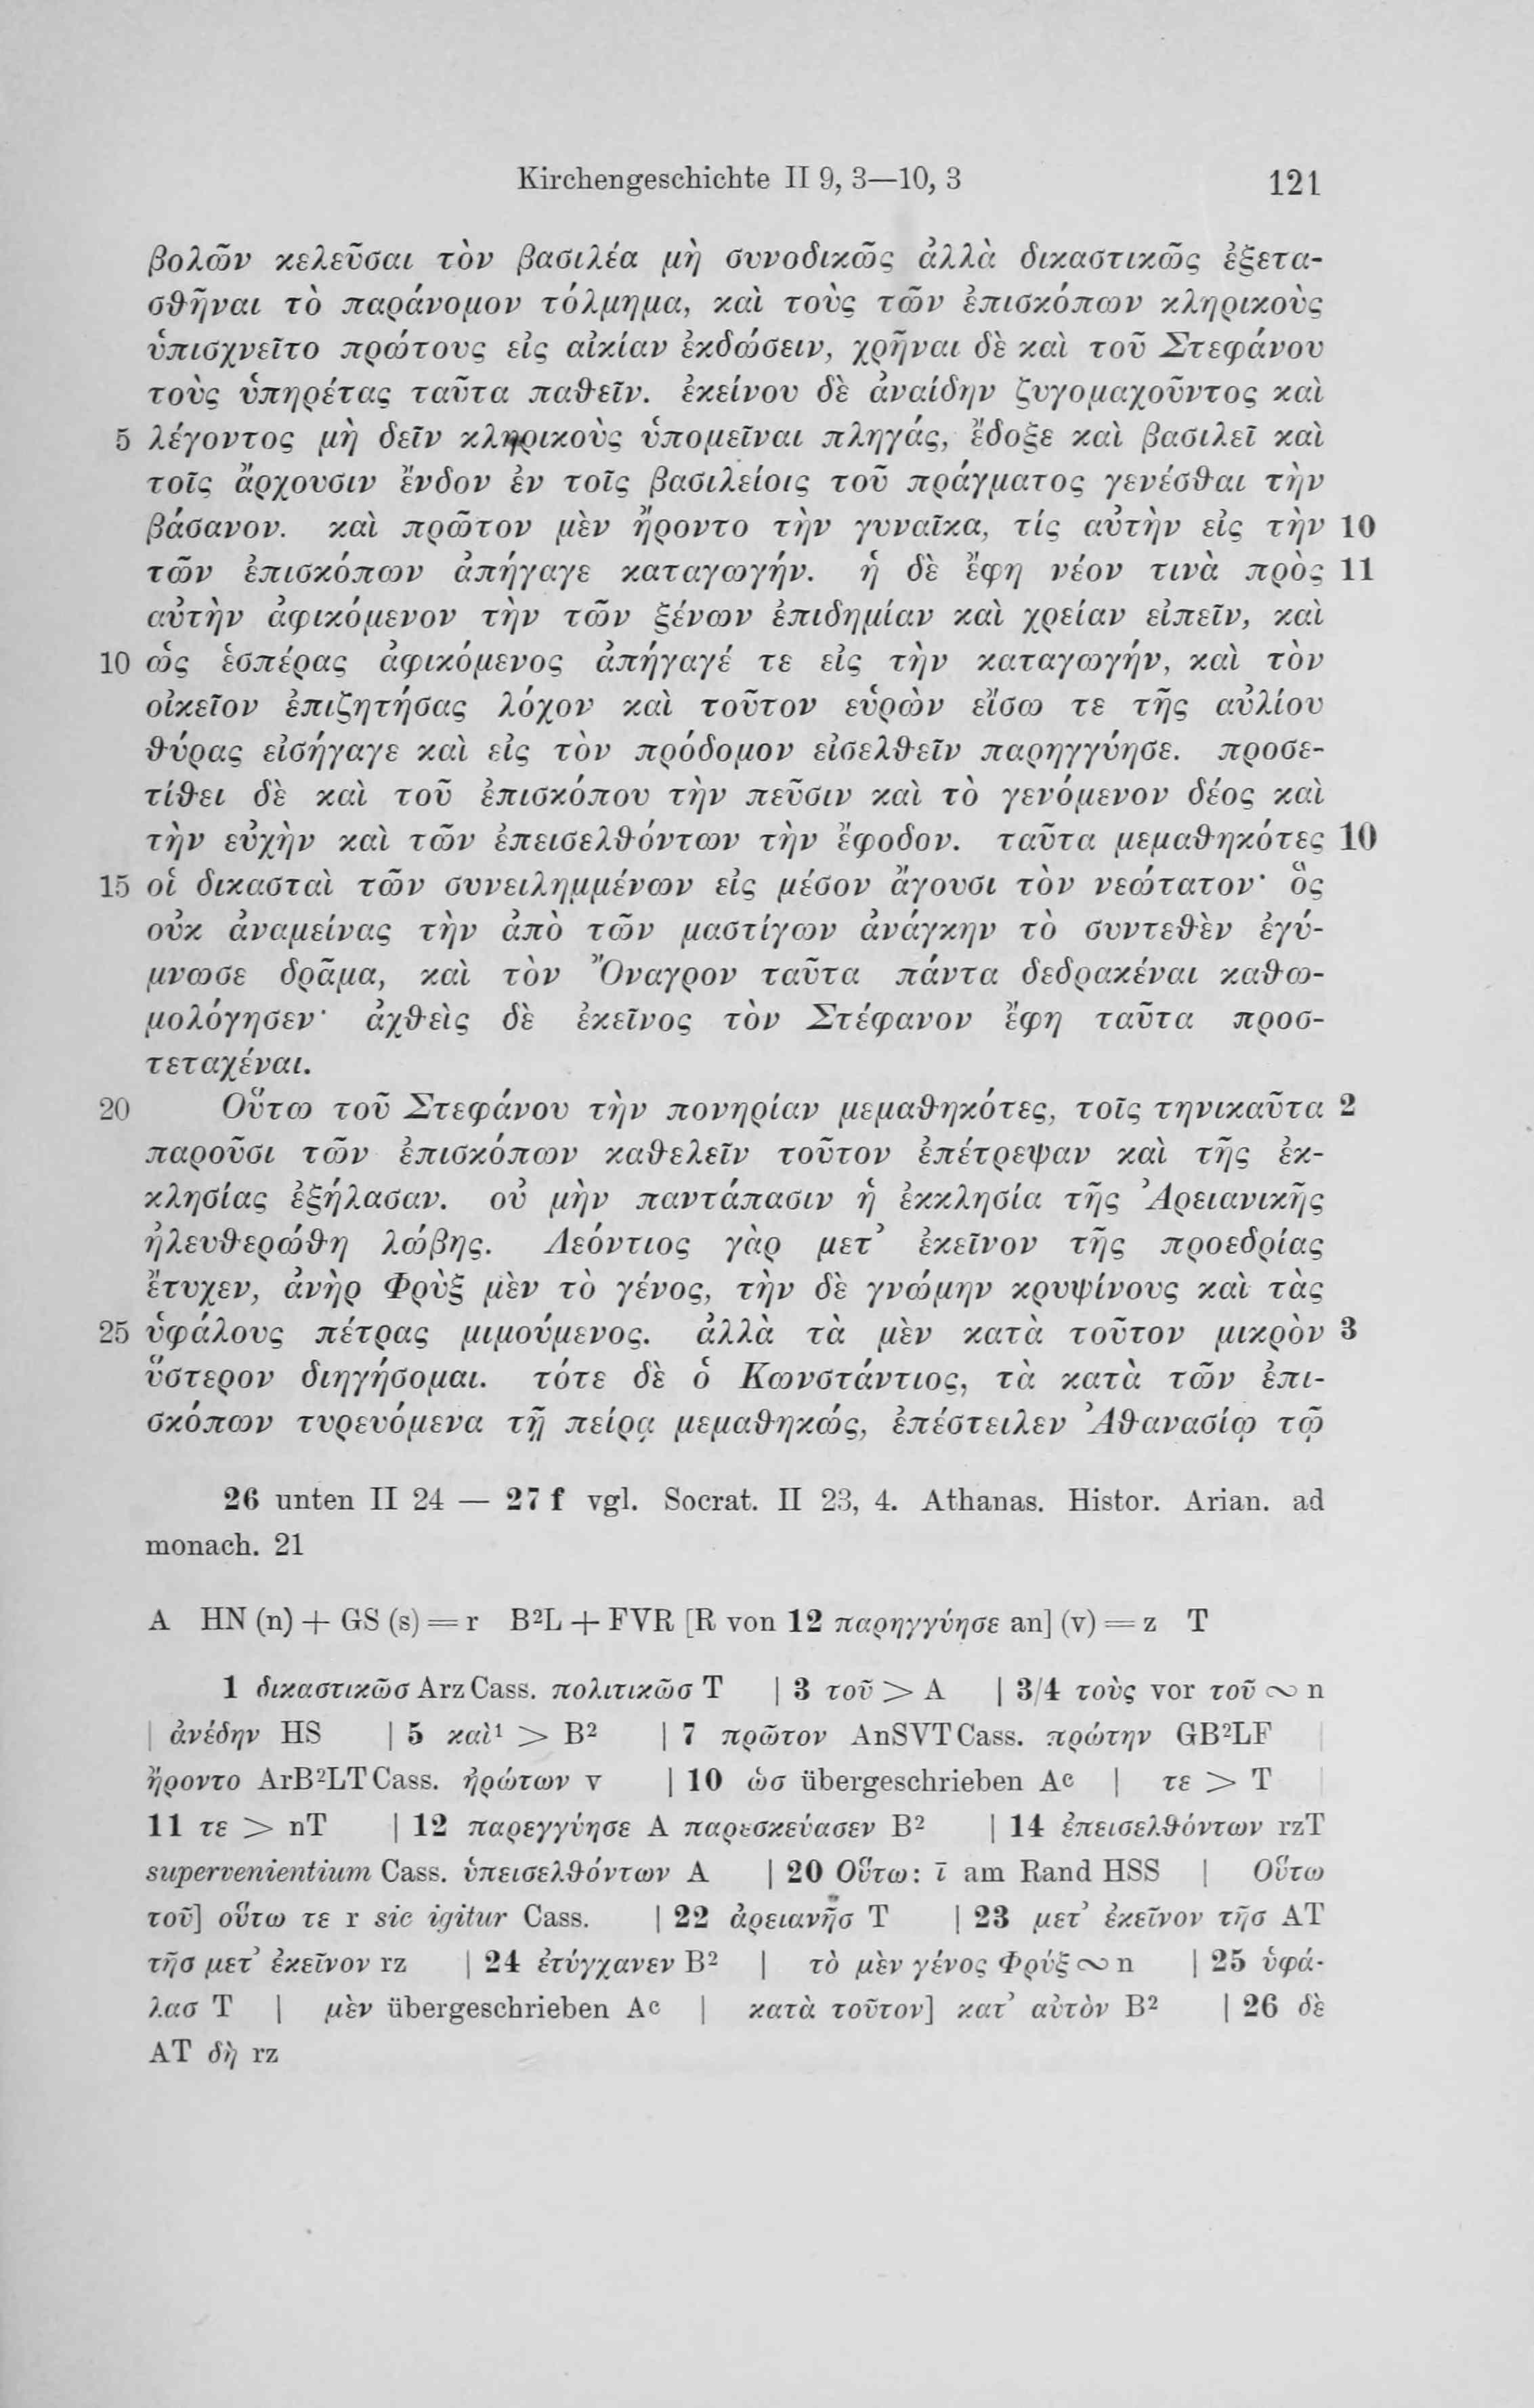 Kirchengeschichte II 9, 3—10, 3 121
βολῶν κελεῦσαι τὸν βασιλέα μὴ συνοδικῶς ἀλλὰ δικαστικῶς ἐξετα-
σθῆναι τὸ παράνομον τόλμημα, καὶ τοὺς τῶν ἐπισκόπων κληρικοὺς
ὑπισχνεῖτο πρώτους εἰς αἰκίαν ἐκδώσειν, χρῆναι δὲ καὶ τοῦ Στεφάνου
τοὺς ὑπηρέτας ταῦτα παθεῖν. ἐκείνου δὲ ἀναίδην ζυγομαχοῦντος καὶ
5 λέγοντος μὴ δεῖν κληρικοὺς ὑπομεῖναι πληγάς, ἔδοξε καὶ βασιλεῖ καὶ
τοῖς ἄρχουσιν ἔνδον ἐν τοῖς βασιλείοις τοῦ πράγματος γενέσθαι τὴν
βάσανον. καὶ πρῶτον μὲν ἤροντο τὴν γυναῖκα, τίς αὐτὴν εἰς τὴν 10
τῶν ἐπισκόπων ἀπήγαγε καταγωγήν. ἡ δὲ ἔφη νέον τινὰ πρὸς 11
αὐτὴν ἀφικόμενον τὴν τῶν ξένων ἐπιδημίαν καὶ χρείαν εἰπεῖν, καὶ
10 ὡς ἑσπέρας ἀφικόμενος ἀπήγαγέ τε εἰς τὴν καταγωγήν, καὶ τὸν
οἰκεῖον ἐπιζητήσας λόχον καὶ τοῦτον εὑρὼν εἴσω τε τῆς αὐλίου
θύρας εἰσήγαγε καὶ εἰς τὸν πρόδομον εἰσελθεῖν παρηγγύησε. προσε-
τίθει δὲ καὶ τοῦ ἐπισκόπου τὴν πεῦσιν καὶ τὸ γενόμενον δέος καὶ
τὴν εὐχὴν καὶ τῶν ἐπεισελθόντων τὴν ἔφοδον. ταῦτα μεμαθηκότες 10
15 οἱ δικασταὶ τῶν συνειλημμένων εἰς μέσον ἄγουσι τὸν νεώτατον· ὃς
οὐκ ἀναμείνας τὴν ἀπὸ τῶν μαστίγων ἀνάγκην τὸ συντεθὲν ἐγύ-
μνωσε δρᾶμα, καὶ τὸν Ὄναγρον ταῦτα πάντα δεδρακέναι καθω-
μολόγησεν· ἀχθεὶς δὲ ἐκεῖνος τὸν Στέφανον ἔφη ταῦτα προσ-
τεταχέναι.
20 Οὕτω τοῦ Στεφάνου τὴν πονηρίαν μεμαθηκότες, τοῖς τηνικαῦτα 2
παροῦσι τῶν ἐπισκόπων καθελεῖν τοῦτον ἐπέτρεψαν καὶ τῆς ἐκ-
κλησίας ἐξήλασαν. οὐ μὴν παντάπασιν ἡ ἐκκλησία τῆς Ἀρειανικῆς
ἠλευθερώθη λώβης. Λεόντιος γὰρ μετ’ ἐκεῖνον τῆς προεδρίας
ἔτυχεν, ἀνὴρ Φρὺξ μὲν τὸ γένος, τὴν δὲ γνώμην κρυψίνους καὶ τὰς
25 ὑφάλους πέτρας μιμούμενος. ἀλλὰ τὰ μὲν κατὰ τοῦτον μικρὸν 3
ὕστερον διηγήσομαι. τότε δὲ ὁ Κωνστάντιος, τὰ κατὰ τῶν ἐπι-
σκόπων τυρευόμενα τῇ πείρᾳ μεμαθηκώς, ἐπέστειλεν Ἀθανασίῳ τῷ
26 unten II 24 — 27 f vgl. Socrat. II 23, 4. Athanas. Histor. Arian. ad
monach. 21
A HN (n) + GS (s) = r B²L + FVR [R von 12 παρηγγύησε an] (v) = z T
1 δικαστικῶσ ArzCass. πολιτικῶσ T | 3 τοῦ > A | 3/4 τοὺς vor τοῦ ∾ n
| ἀνέδην HS | 5 καὶ¹ > B² | 7 πρῶτον AnSVTCass. πρώτην GB²LF |
ἤροντο ArB²LTCass. ἠρώτων v | 10 ὡσ übergeschrieben Aᶜ | τε > T |
11 τε > nT | 12 παρεγγύησε A παρεσκεύασεν B² | 14 ἐπεισελθόντων rzT
supervenientium Cass. ὑπεισελθόντων A | 20 Οὕτω: ῑ am Rand HSS | Οὕτω
τοῦ] οὕτω τε r sic igitur Cass. | 22 ἀρειανῆσ T | 23 μετ’ ἐκεῖνον τῆσ AT
τῆσ μετ’ ἐκεῖνον rz | 24 ἐτύγχανεν B² | τὸ μὲν γένος Φρύξ ∾ n | 25 ὑφά-
λασ T | μὲν übergeschrieben Aᶜ | κατὰ τοῦτον] κατ’ αὐτὸν B² | 26 δὲ
AT δὴ rz